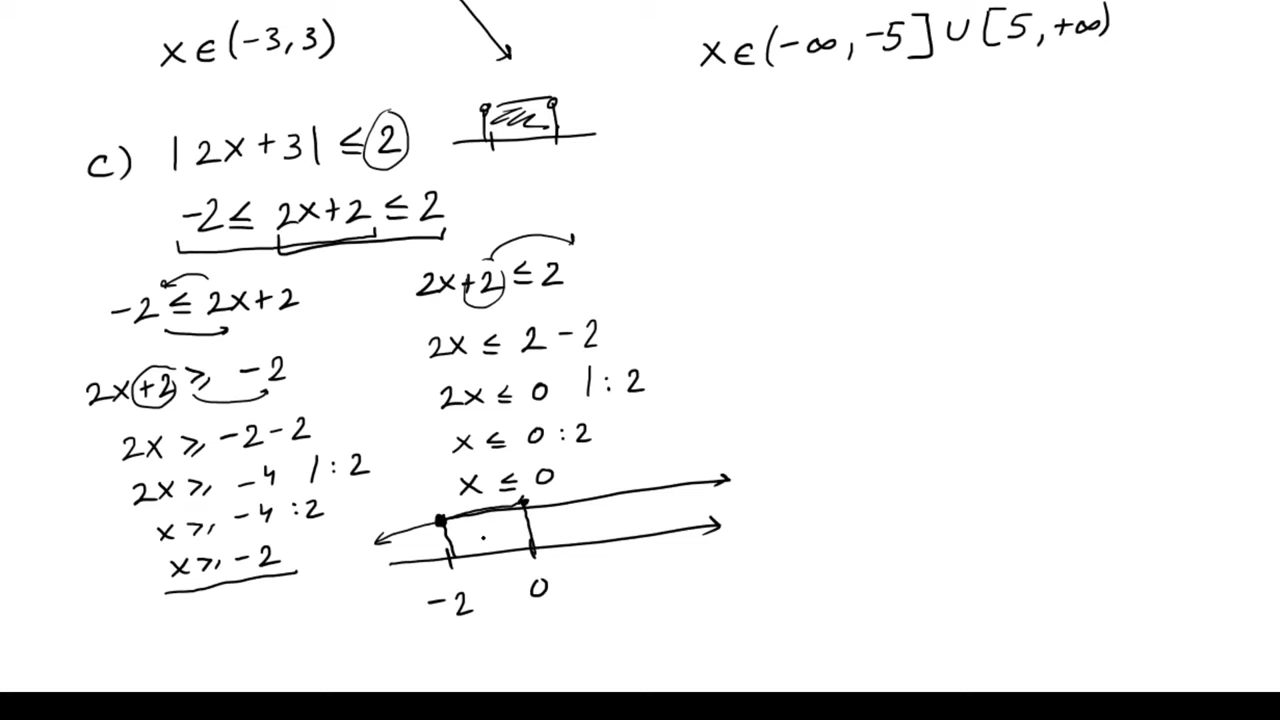 x ∈ (-3, 3)
x ∈ (-∞, -5] ∪ [5, +∞)
c) |2x + 3| ≤ 2
-2 ≤ 2x+2 ≤ 2
-2 ≤ 2x+2
2x +2 ≥ -2
2x ≥ -2 - 2
2x ≥ -4 | : 2
x ≥ -4 : 2
x ≥ -2
2x+2 ≤ 2
2x ≤ 2 - 2
2x ≤ 0 | : 2
x ≤ 0 : 2
x ≤ 0
-2 0